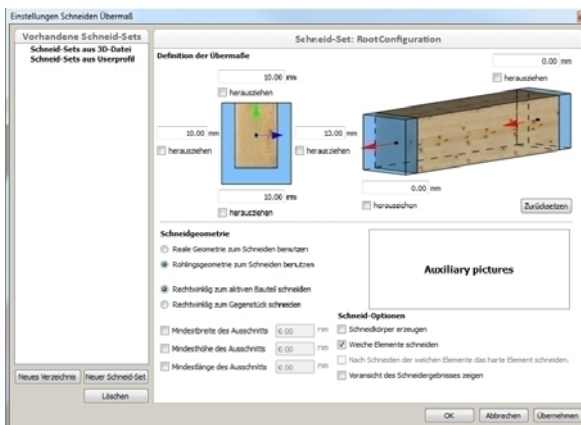 Einstellungen Schneiden Übermaß
Vorhandene Schneid-Sets
Schneid-Sets aus 3D-Datei
Schneid-Sets aus Userprofil
Neues Verzeichnis
Neuer Schneid-Set
Löschen
Schneid-Set: RootConfiguration
Definition der Übermaße
10.00 mm
herausziehen
10.00 mm
herausziehen
13.00 mm
herausziehen
10.00 mm
herausziehen
0.00 mm
herausziehen
0.00 mm
herausziehen
Zurücksetzen
Schneidgeometrie
Reale Geometrie zum Schneiden benutzen
Rohlingsgeometrie zum Schneiden benutzen
Rechtwinklig zum aktiven Bauteil schneiden
Rechtwinklig zum Gegenstück schneiden
Mindestbreite des Ausschnitts 0.00 mm
Mindesthöhe des Ausschnitts 0.00 mm
Mindestlänge des Ausschnitts 0.00 mm
Auxiliary pictures
Schneid-Optionen
Schneidkörper erzeugen
Weiche Elemente schneiden
Nach Schneiden der weichen Elemente das harte Element schneiden.
Voransicht des Schneidergebnisses zeigen
OK
Abbrechen
Übernehmen